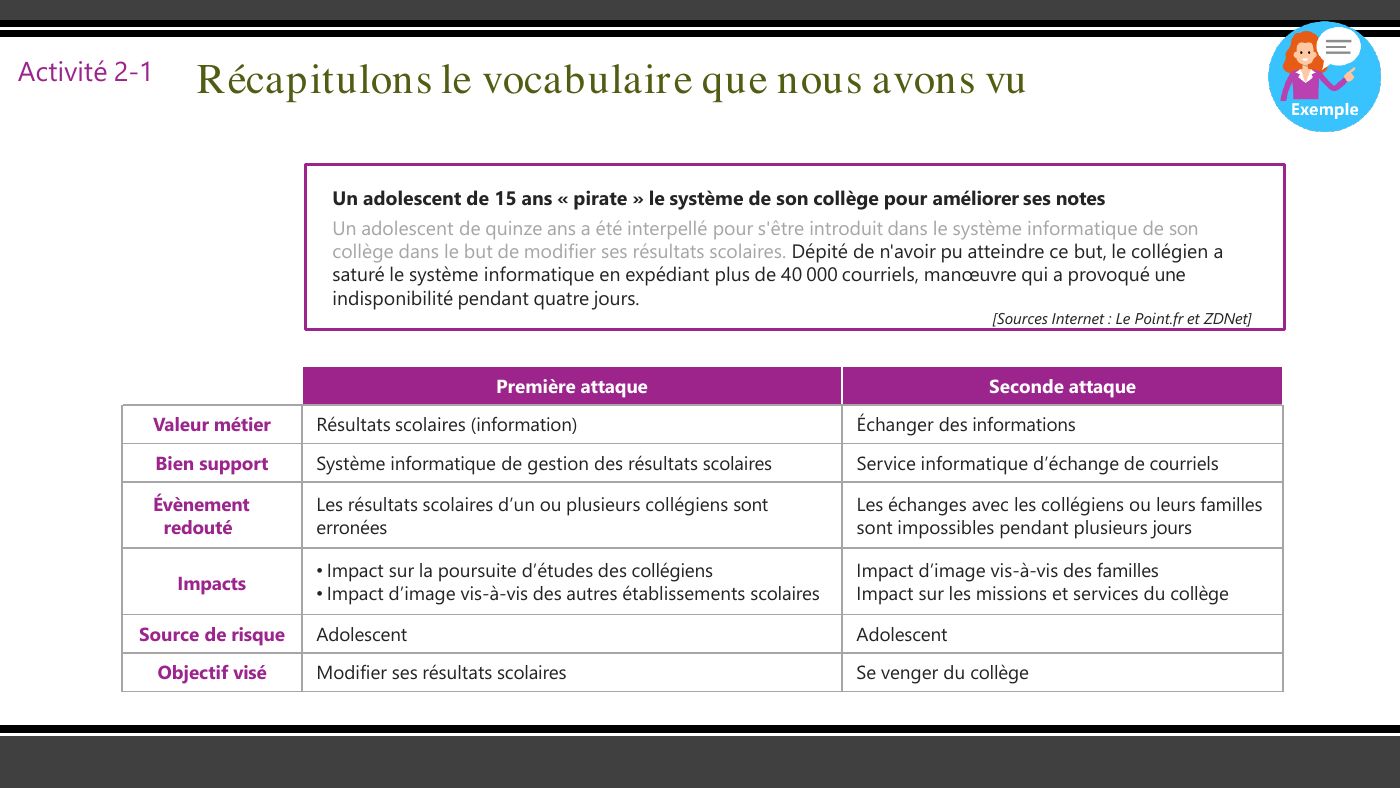 Activité 2-1
Récapitulons le vocabulaire que nous avons vu
Exemple
Un adolescent de 15 ans « pirate » le système de son collège pour améliorer ses notes
Un adolescent de quinze ans a été interpellé pour s'être introduit dans le système informatique de son
collège dans le but de modifier ses résultats scolaires. Dépité de n'avoir pu atteindre ce but, le collégien a
saturé le système informatique en expédiant plus de 40 000 courriels, manœuvre qui a provoqué une
indisponibilité pendant quatre jours.
[Sources Internet : Le Point.fr et ZDNet]
Première attaque
Seconde attaque
Valeur métier
Résultats scolaires (information)
Échanger des informations
Bien support
Système informatique de gestion des résultats scolaires
Service informatique d’échange de courriels
Évènement
redouté
Les résultats scolaires d’un ou plusieurs collégiens sont
erronées
Les échanges avec les collégiens ou leurs familles
sont impossibles pendant plusieurs jours
Impacts
• Impact sur la poursuite d’études des collégiens
• Impact d’image vis-à-vis des autres établissements scolaires
Impact d’image vis-à-vis des familles
Impact sur les missions et services du collège
Source de risque
Adolescent
Adolescent
Objectif visé
Modifier ses résultats scolaires
Se venger du collège